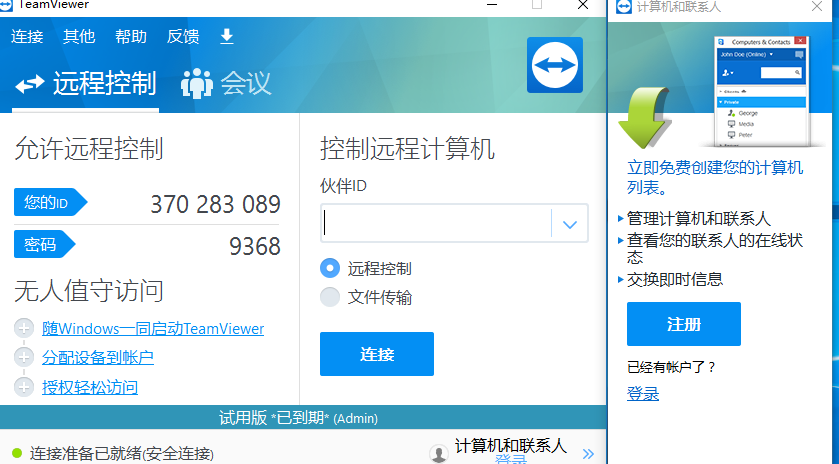 TeamViewer
连接 其他 帮助 反馈
远程控制 会议
允许远程控制
您的ID 370 283 089
密码 9368
无人值守访问
随Windows一同启动TeamViewer
分配设备到帐户
授权轻松访问
控制远程计算机
伙伴ID
远程控制
文件传输
连接
试用版 *已到期* (Admin)
连接准备已就绪(安全连接)
计算机和联系人
登录
计算机和联系人
Computers & Contacts
John Doe (Online)
Private
George
Media
Peter
立即免费创建您的计算机
列表。
管理计算机和联系人
查看您的联系人的在线状
态
交换即时信息
注册
已经有帐户了？
登录